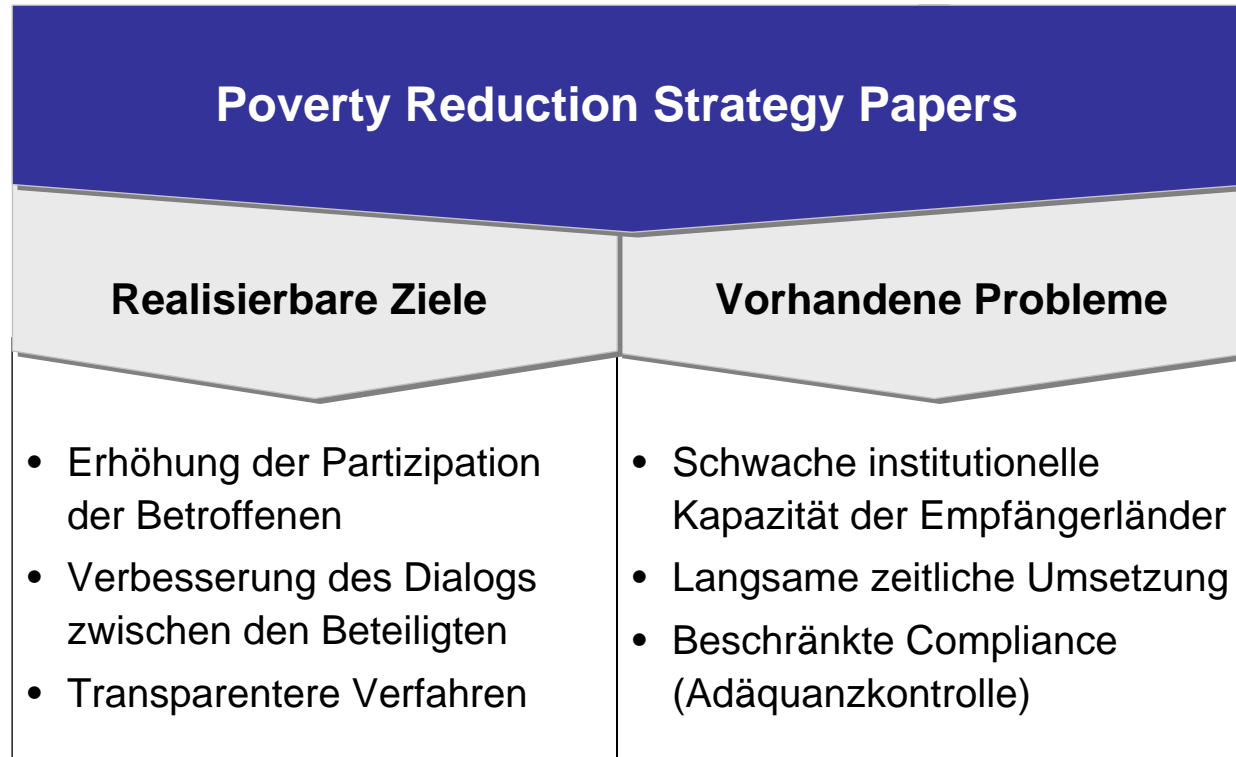 Poverty Reduction Strategy Papers
Realisierbare Ziele
• Erhöhung der Partizipation
der Betroffenen
• Verbesserung des Dialogs
zwischen den Beteiligten
• Transparentere Verfahren
Vorhandene Probleme
• Schwache institutionelle
Kapazität der Empfängerländer
• Langsame zeitliche Umsetzung
• Beschränkte Compliance
(Adäquanzkontrolle)